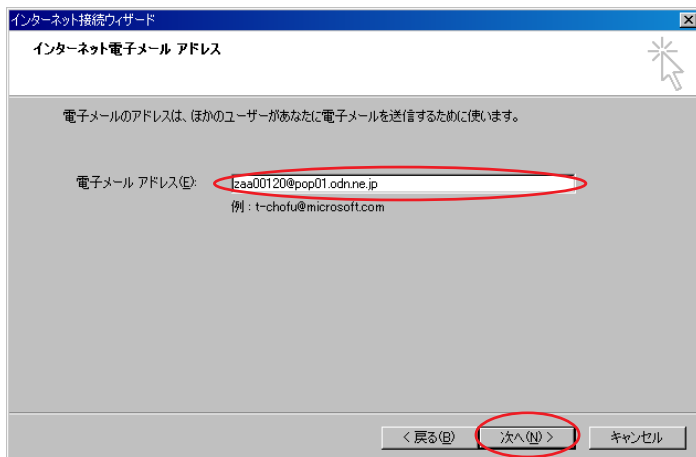 インターネット接続ウィザード
インターネット電子メール アドレス
電子メールのアドレスは、ほかのユーザーがあなたに電子メールを送信するために使います。
電子メール アドレス(E):
zaa00120@pop01.odn.ne.jp
例 : t-chofu@microsoft.com
< 戻る(B)
次へ(N) >
キャンセル